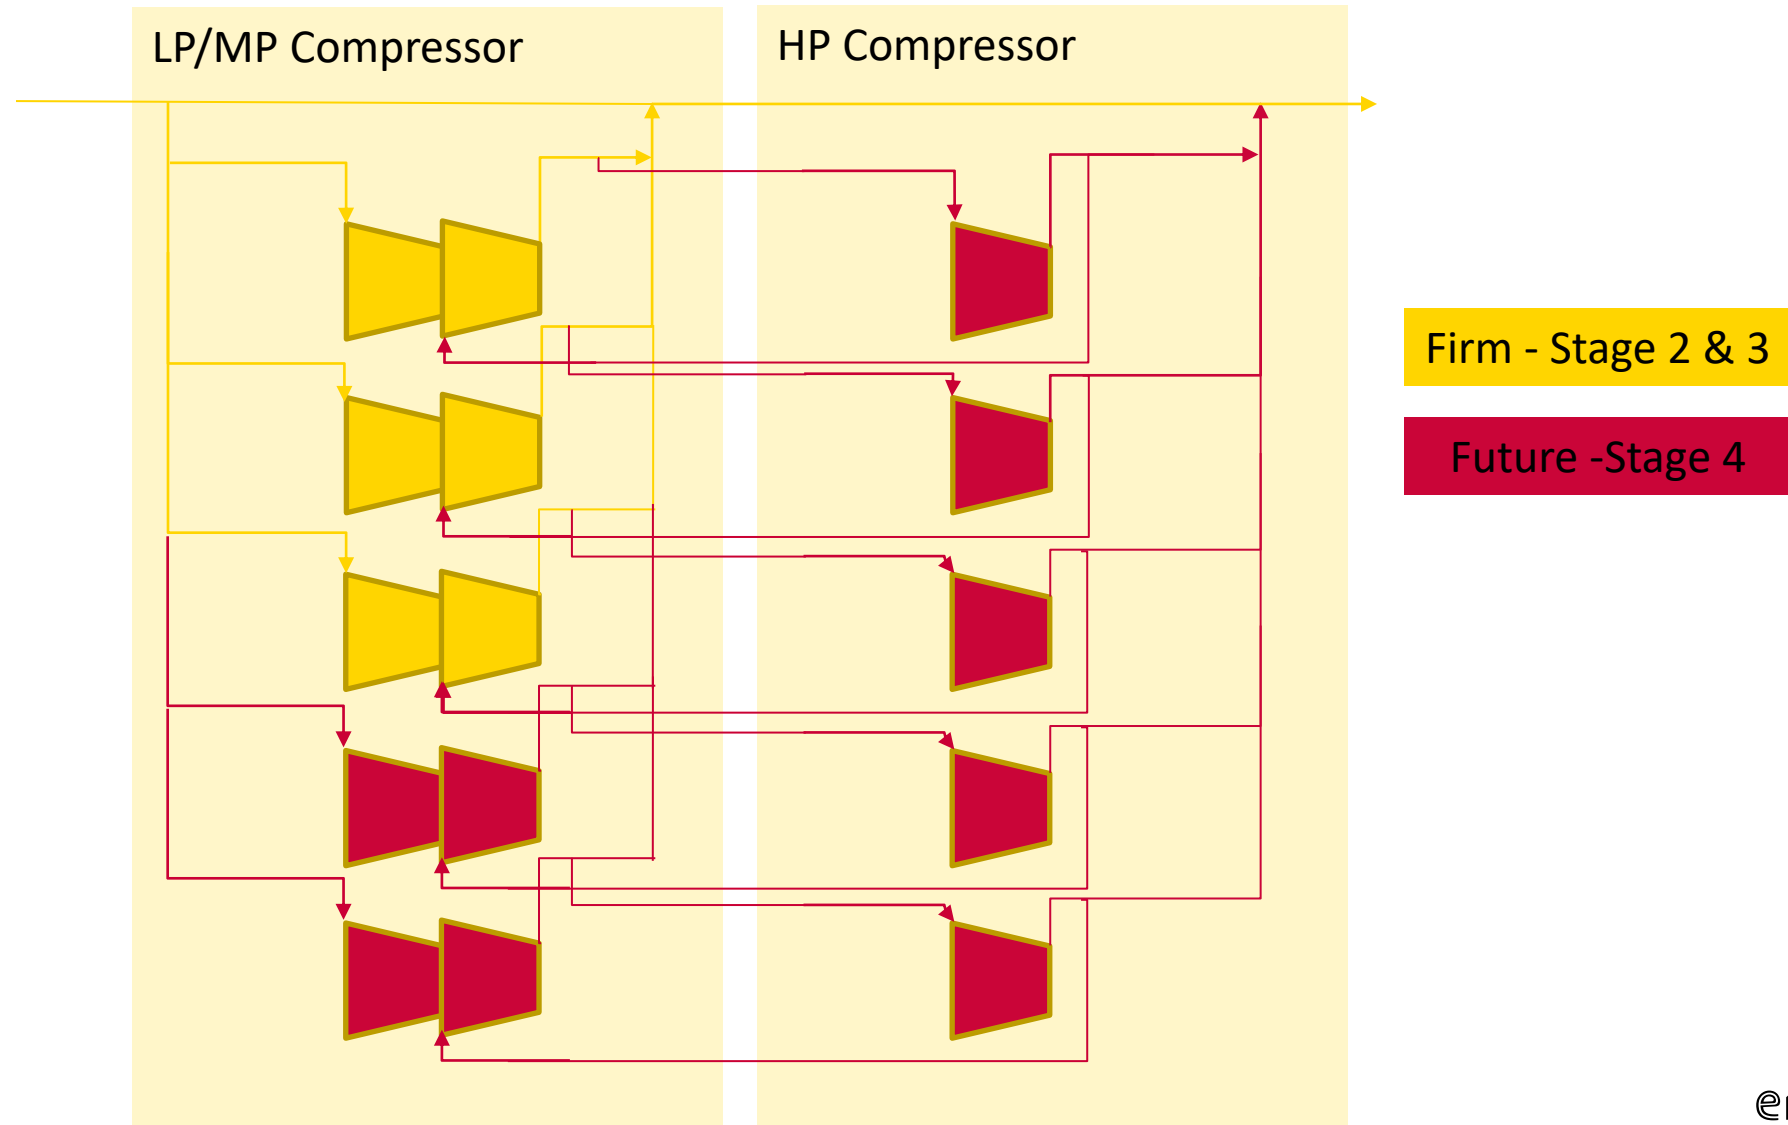 LP/MP Compressor
HP Compressor
Firm - Stage 2 & 3
Future -Stage 4